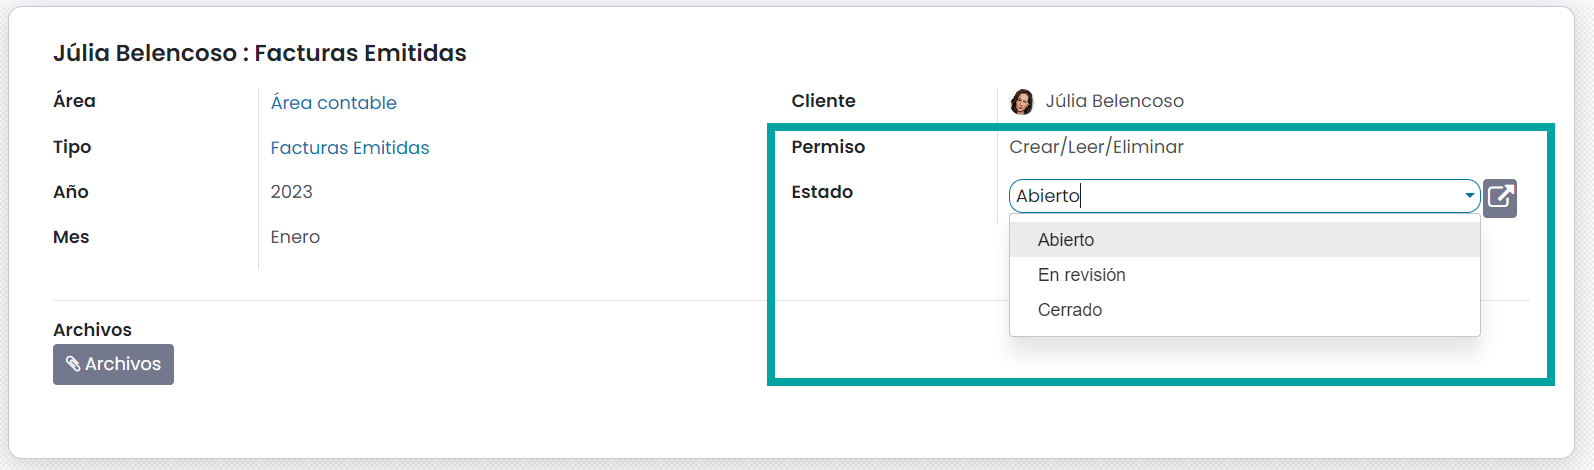 Júlia Belencoso : Facturas Emitidas
Área
Área contable
Tipo
Facturas Emitidas
Año
2023
Mes
Enero
Cliente
Júlia Belencoso
Permiso
Crear/Leer/Eliminar
Estado
Abierto
Abierto
En revisión
Cerrado
Archivos
Archivos